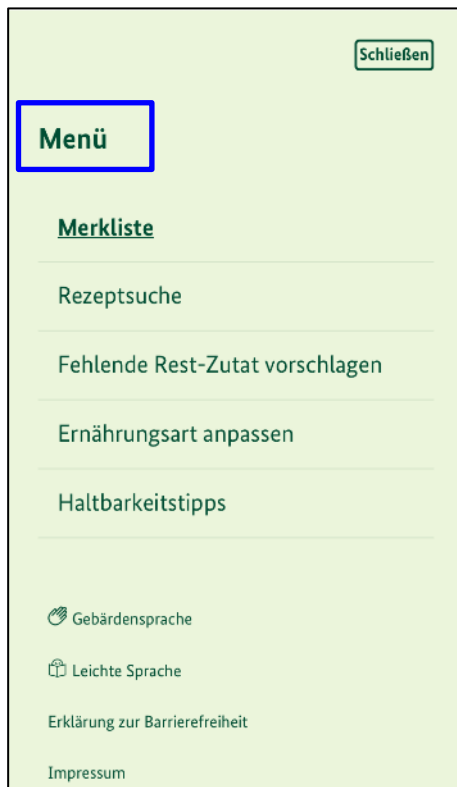 Schließen
Menü
Merkliste
Rezeptsuche
Fehlende Rest-Zutat vorschlagen
Ernährungsart anpassen
Haltbarkeitstipps
Gebärdensprache
Leichte Sprache
Erklärung zur Barrierefreiheit
Impressum